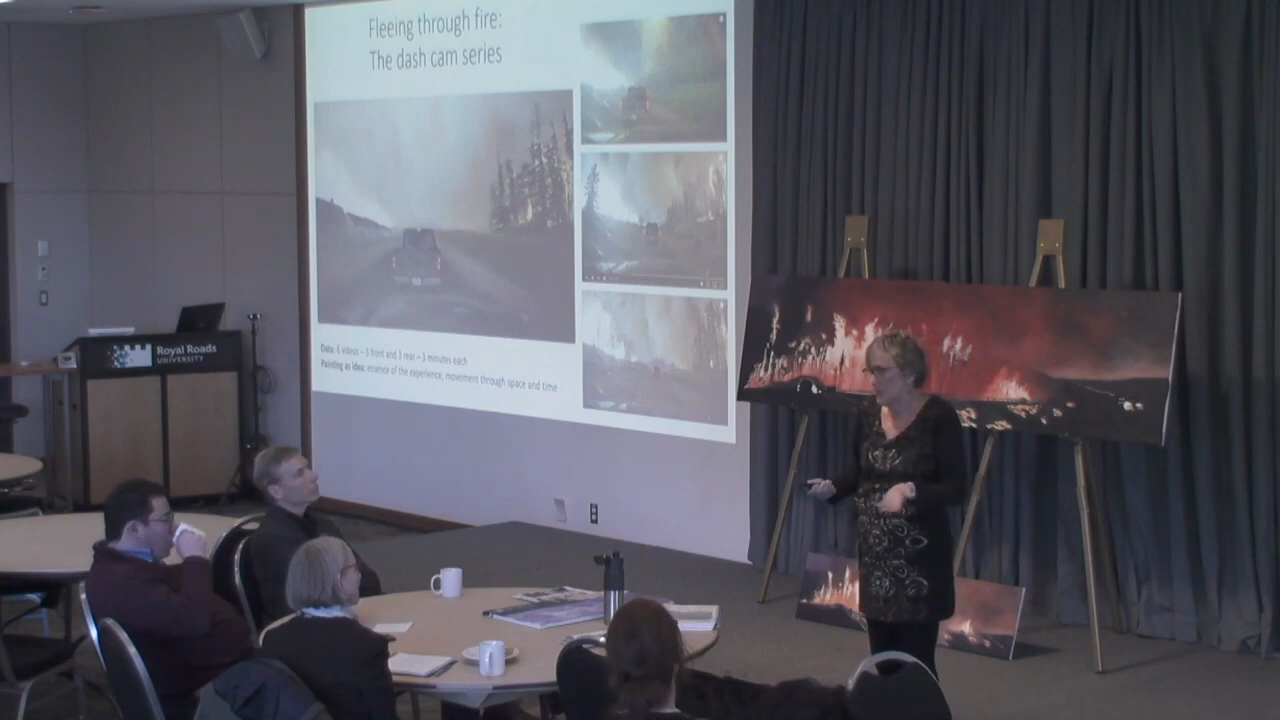 Fleeing through fire:
The dash cam series
Data: 6 videos – 3 front and 3 rear – 3 minutes each
Painting as idea: essence of the experience; movement through space and time
Royal Roads
UNIVERSITY